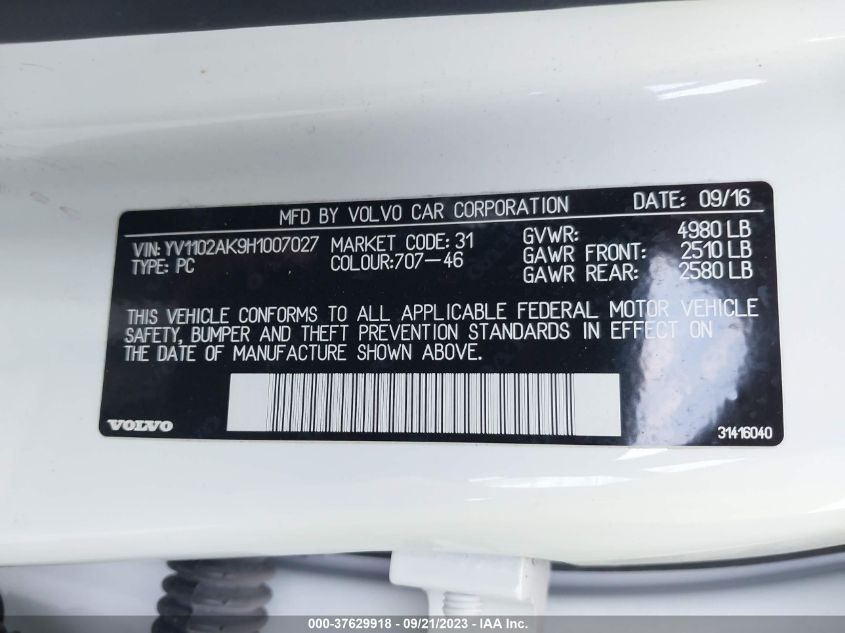 MFD BY VOLVO CAR CORPORATION DATE: 09/16
VIN: YV1102AK9H1007027 MARKET CODE: 31 GVWR: 4980 LB
TYPE: PC COLOUR:707-46 GAWR FRONT: 2510 LB
GAWR REAR: 2580 LB
THIS VEHICLE CONFORMS TO ALL APPLICABLE FEDERAL MOTOR VEHICLE
SAFETY, BUMPER AND THEFT PREVENTION STANDARDS IN EFFECT ON
THE DATE OF MANUFACTURE SHOWN ABOVE.
VOLVO 31416040
000-37629918 - 09/21/2023 - IAA Inc.